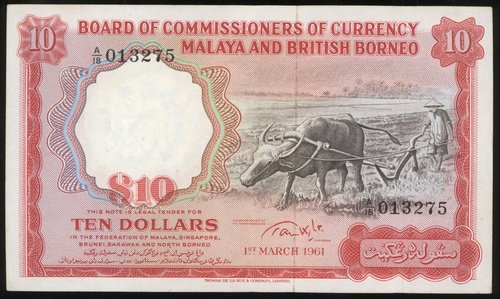 10 BOARD OF COMMISSIONERS OF CURRENCY 10
MALAYA AND BRITISH BORNEO
A/18 013275
$10
THIS NOTE IS LEGAL TENDER FOR
TEN DOLLARS
IN THE FEDERATION OF MALAYA, SINGAPORE,
BRUNEI, SARAWAK AND NORTH BORNEO
A/18 013275
1ST MARCH 1961
سڤوله رڠݢيت
THOMAS DE LA RUE & COMPANY, LIMITED.